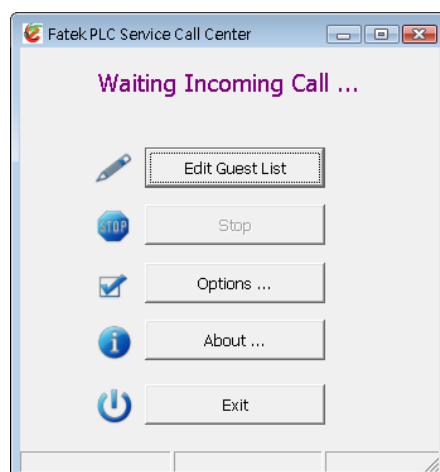 Fatek PLC Service Call Center
Waiting Incoming Call ...
Edit Guest List
STOP
Stop
Options ...
About ...
Exit